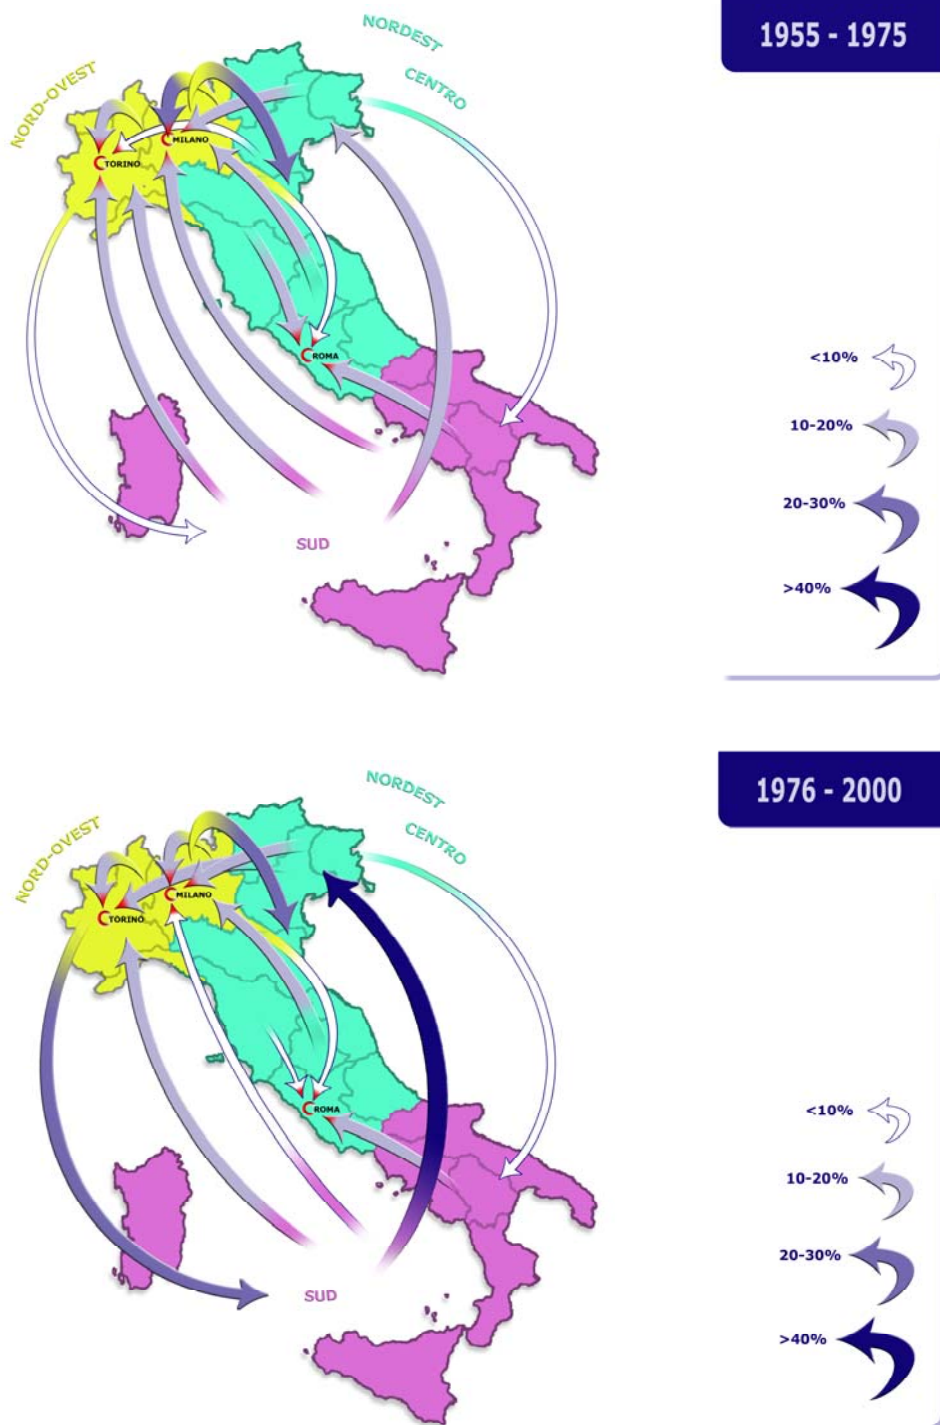 1955 - 1975
NORDEST
CENTRO
NORD-OVEST
MILANO
TORINO
ROMA
SUD
<10%
10-20%
20-30%
>40%
1976 - 2000
NORDEST
CENTRO
NORD-OVEST
MILANO
TORINO
ROMA
SUD
<10%
10-20%
20-30%
>40%